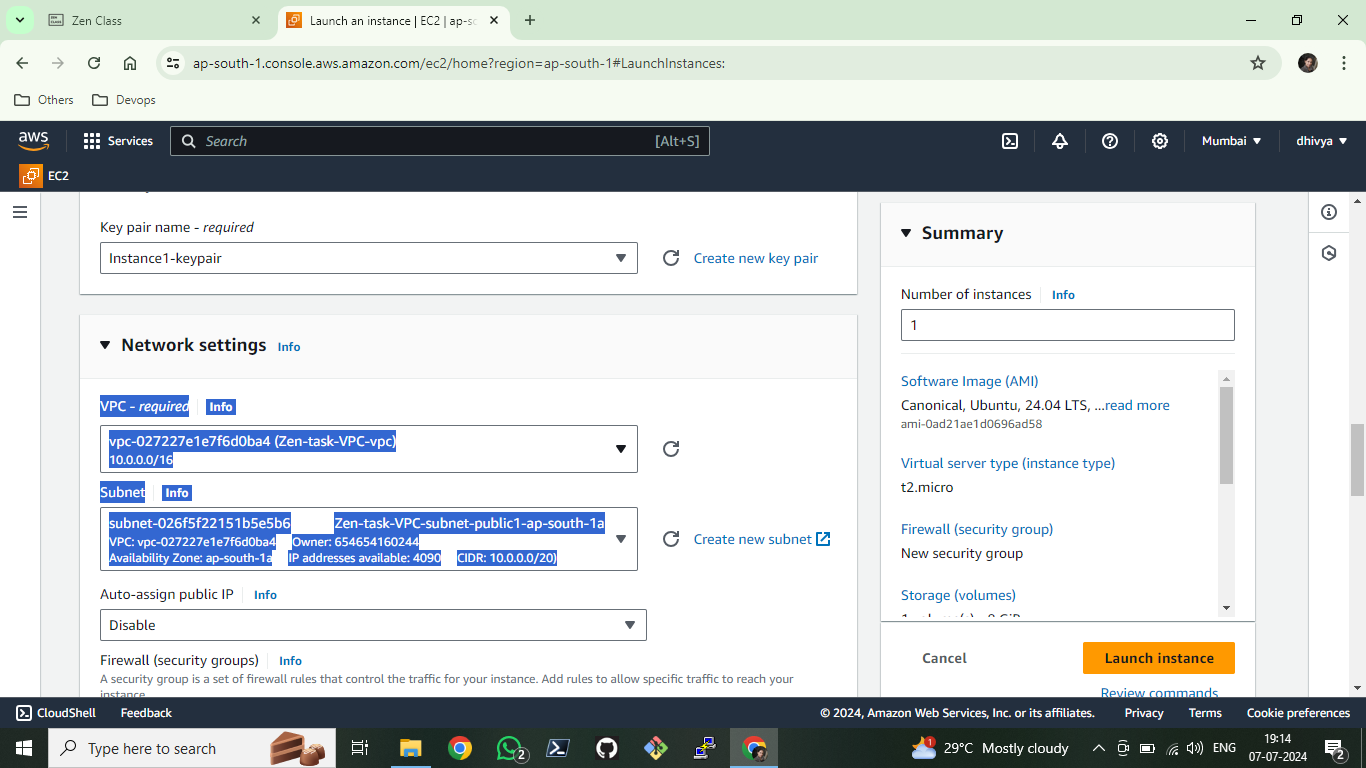 Zen Class
Launch an instance | EC2 | ap-sc
ap-south-1.console.aws.amazon.com/ec2/home?region=ap-south-1#LaunchInstances:
Others
Devops
aws
Services
Search
[Alt+S]
Mumbai
dhivya
EC2
Key pair name - required
Instance1-keypair
Create new key pair
Network settings Info
VPC - required Info
vpc-027227e1e7f6d0ba4 (Zen-task-VPC-vpc)
10.0.0.0/16
Subnet Info
subnet-026f5f22151b5e5b6 Zen-task-VPC-subnet-public1-ap-south-1a
VPC: vpc-027227e1e7f6d0ba4 Owner: 654654160244
Availability Zone: ap-south-1a IP addresses available: 4090 CIDR: 10.0.0.0/20)
Create new subnet
Auto-assign public IP Info
Disable
Firewall (security groups) Info
A security group is a set of firewall rules that control the traffic for your instance. Add rules to allow specific traffic to reach your
instance.
Summary
Number of instances Info
1
Software Image (AMI)
Canonical, Ubuntu, 24.04 LTS, ...read more
ami-0ad21ae1d0696ad58
Virtual server type (instance type)
t2.micro
Firewall (security group)
New security group
Storage (volumes)
1 volume(s) - 8 GiB
Cancel
Launch instance
Review commands
CloudShell
Feedback
© 2024, Amazon Web Services, Inc. or its affiliates.
Privacy
Terms
Cookie preferences
Type here to search
2
1
29°C Mostly cloudy
ENG
19:14
07-07-2024
2